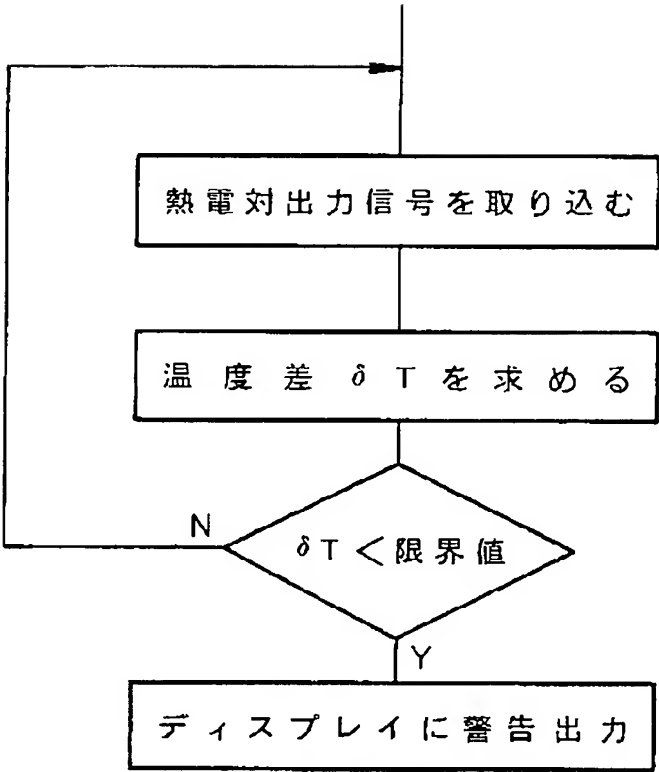 熱電対出力信号を取り込む
温度差δTを求める
N
δT<限界値
Y
ディスプレイに警告出力